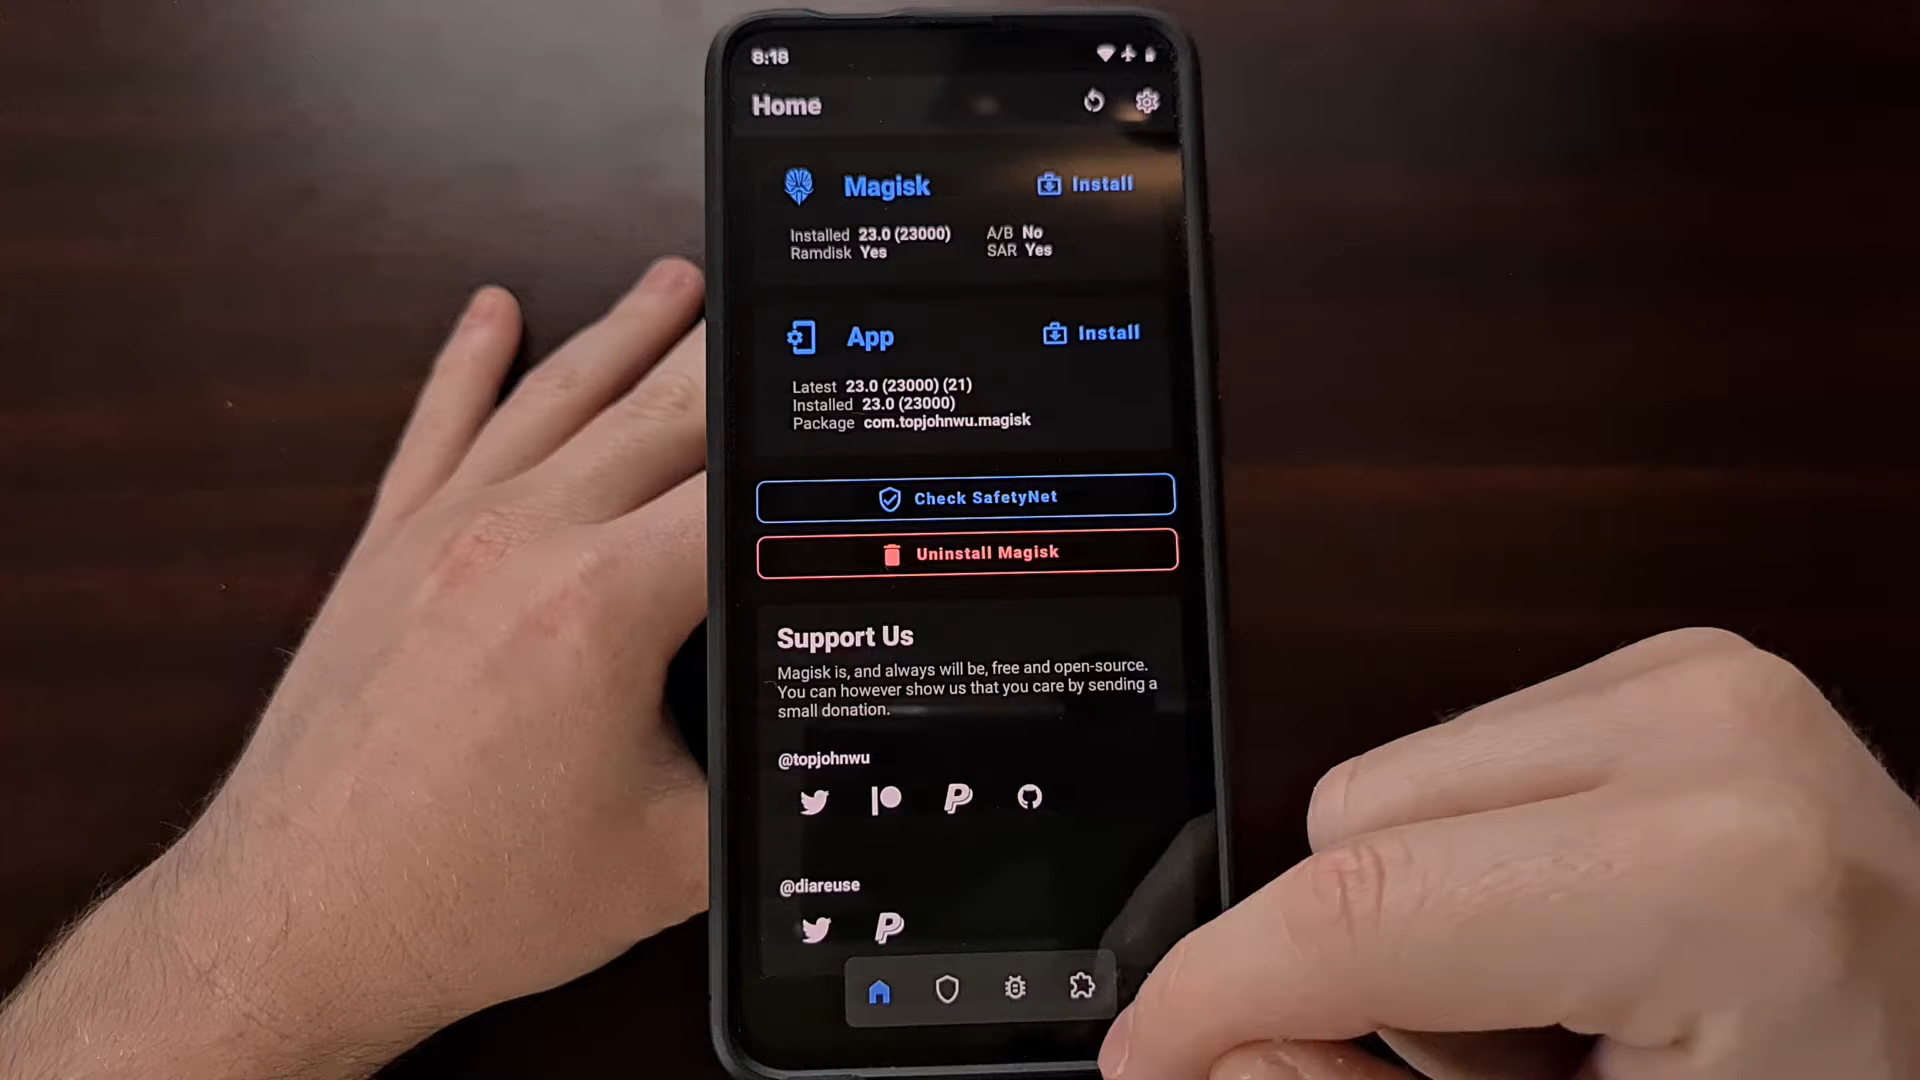 8:18
Home
Magisk
Install
Installed 23.0 (23000)
A/B No
Ramdisk Yes
SAR Yes
App
Install
Latest 23.0 (23000) (21)
Installed 23.0 (23000)
Package com.topjohnwu.magisk
Check SafetyNet
Uninstall Magisk
Support Us
Magisk is, and always will be, free and open-source.
You can however show us that you care by sending a
small donation.
@topjohnwu
@diareuse